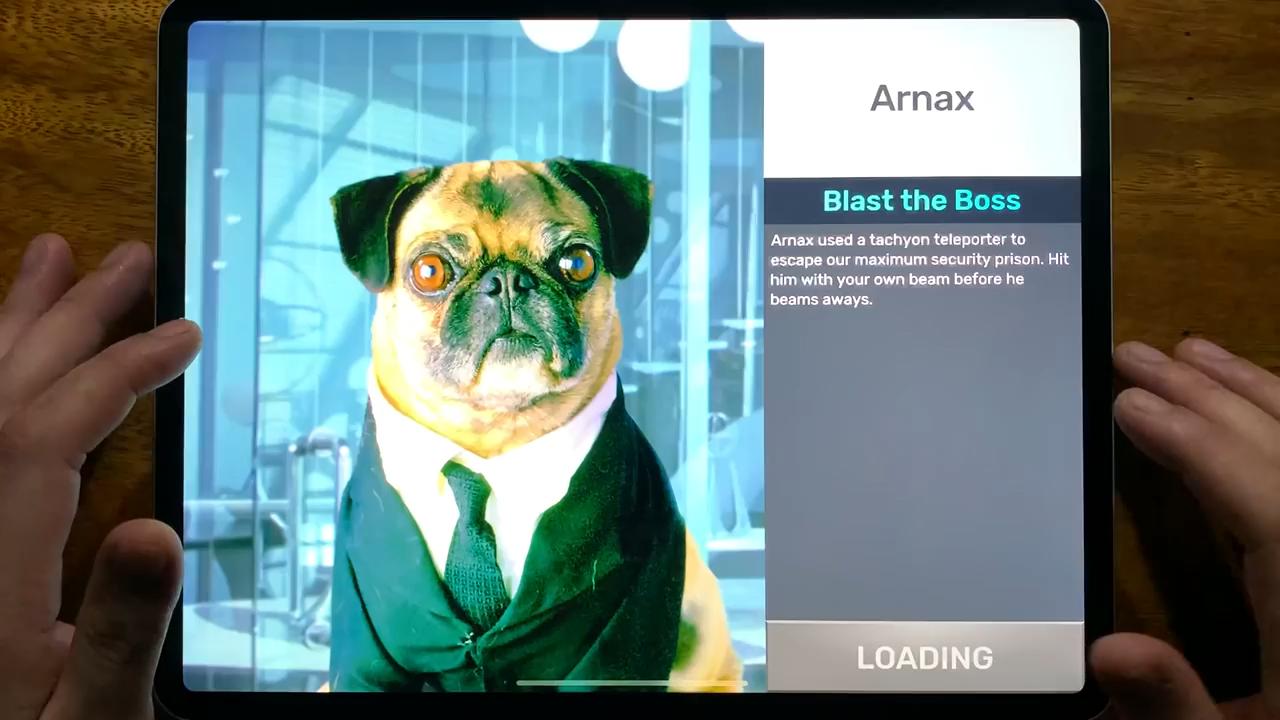 Arnax
Blast the Boss
Arnax used a tachyon teleporter to
escape our maximum security prison. Hit
him with your own beam before he
beams aways.
LOADING